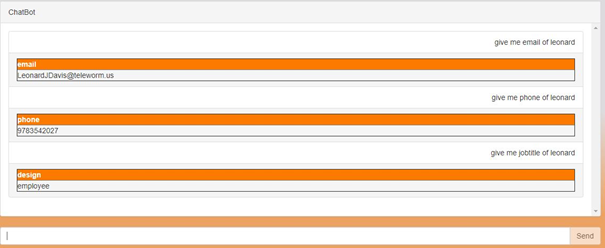 ChatBot
give me email of leonard
email
LeonardJDavis@teleworm.us
give me phone of leonard
phone
9783542027
give me jobtitle of leonard
design
employee
Send